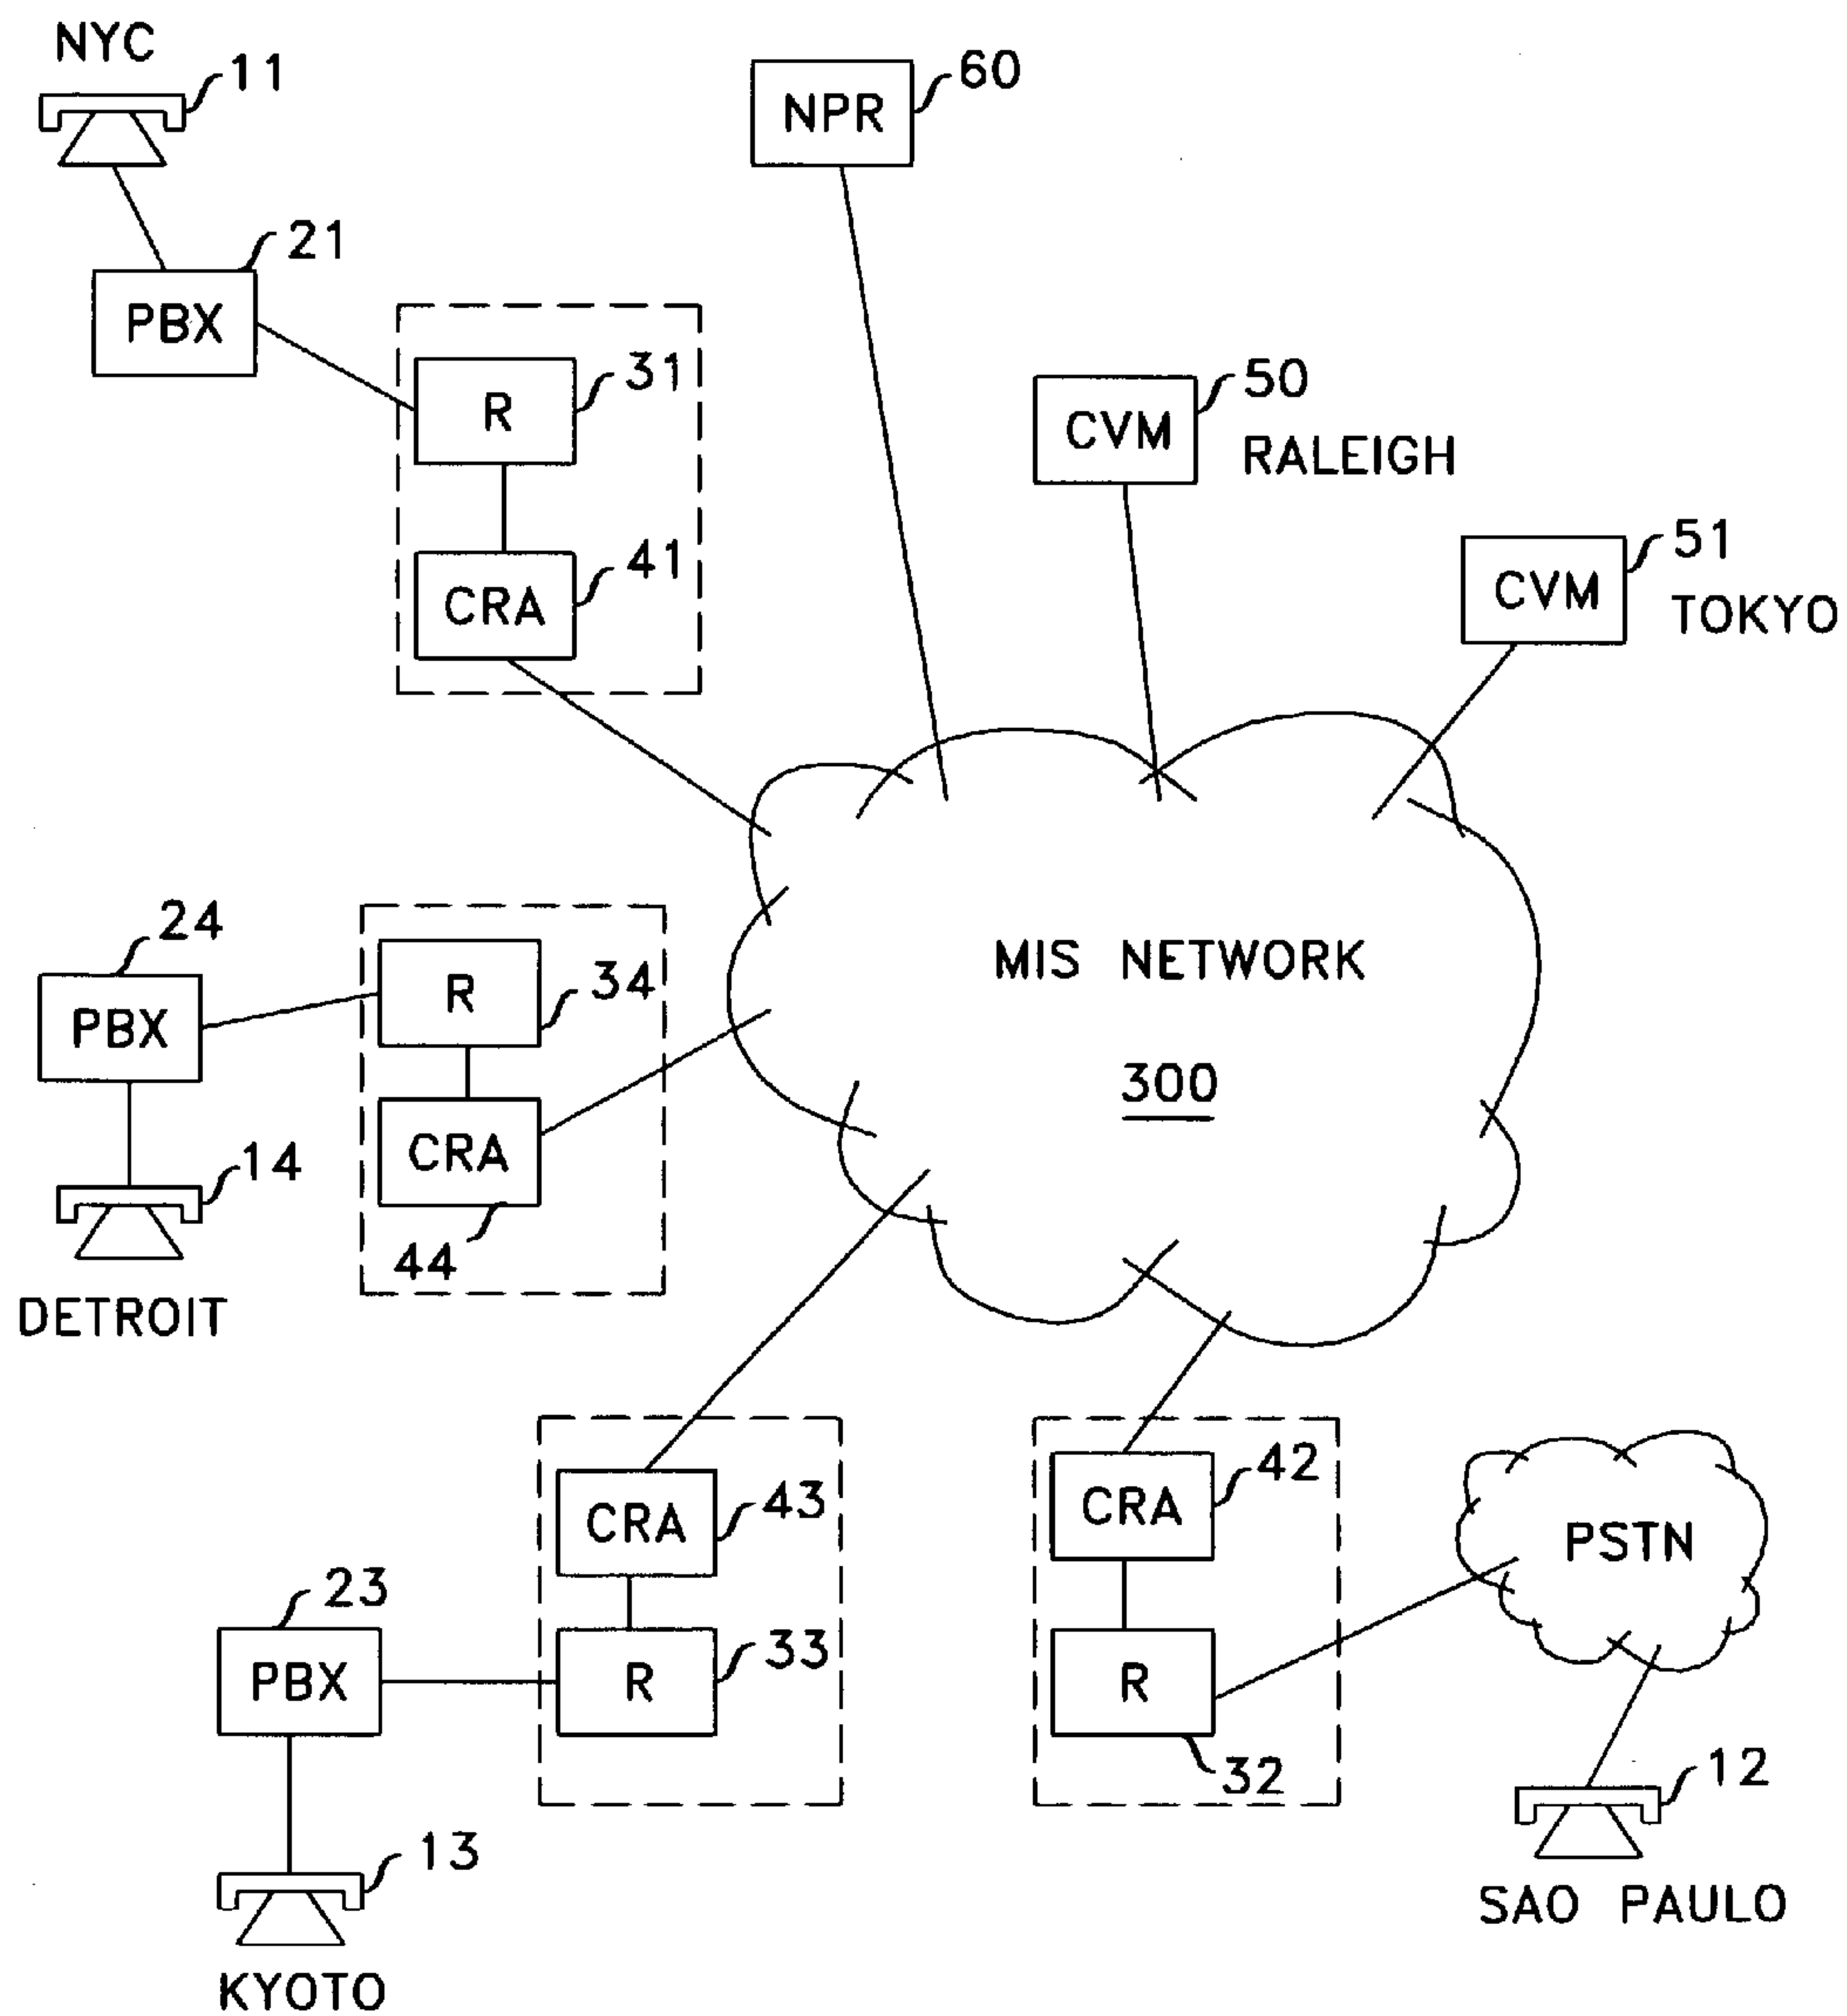 NYC
11
NPR
60
21
PBX
R
31
CVM
50
RALEIGH
CRA
41
CVM
51
TOKYO
24
PBX
R
34
MIS NETWORK
300
CRA
44
14
DETROIT
CRA
43
CRA
42
PSTN
23
PBX
R
33
R
32
12
SAO PAULO
13
KYOTO